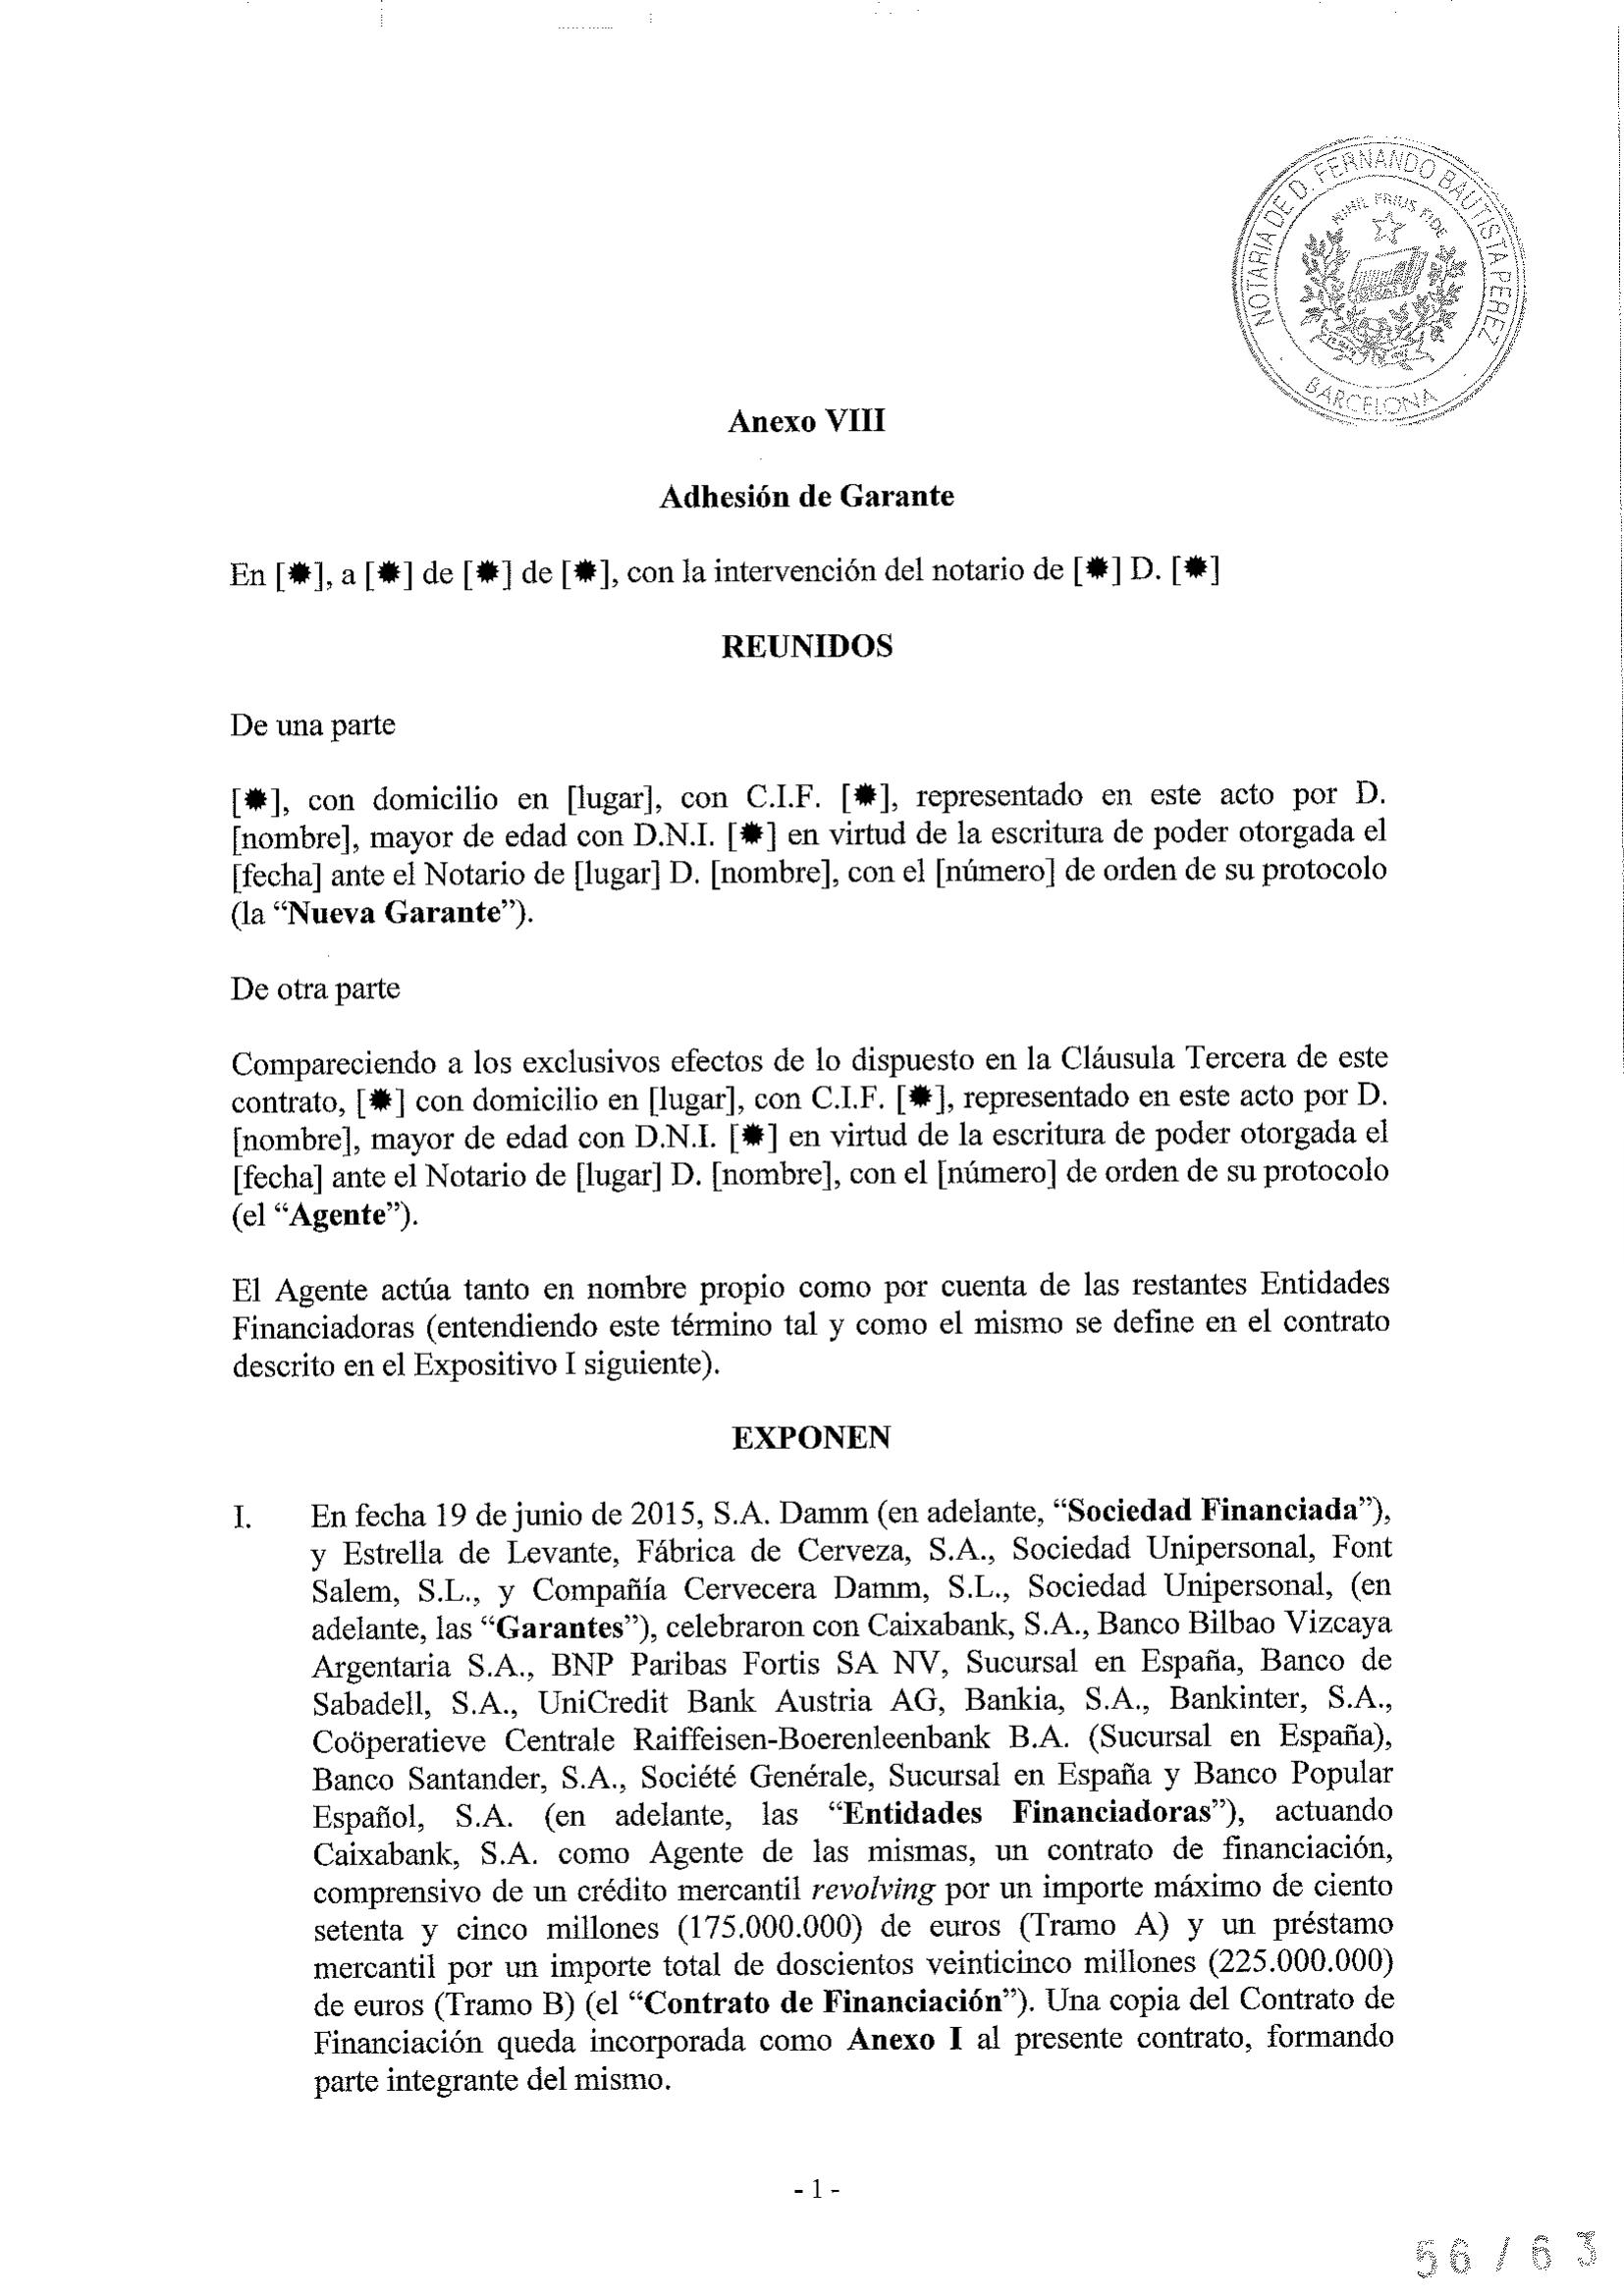 NOTARIA DE D. FERNANDO BAUTISTA PEREZ
NIHIL PRIUS FIDE
BARCELONA
Anexo VIII
Adhesión de Garante
En [✸], a [✸] de [✸] de [✸], con la intervención del notario de [✸] D. [✸]
REUNIDOS
De una parte
[✸], con domicilio en [lugar], con C.I.F. [✸], representado en este acto por D.
[nombre], mayor de edad con D.N.I. [✸] en virtud de la escritura de poder otorgada el
[fecha] ante el Notario de [lugar] D. [nombre], con el [número] de orden de su protocolo
(la “Nueva Garante”).
De otra parte
Compareciendo a los exclusivos efectos de lo dispuesto en la Cláusula Tercera de este
contrato, [✸] con domicilio en [lugar], con C.I.F. [✸], representado en este acto por D.
[nombre], mayor de edad con D.N.I. [✸] en virtud de la escritura de poder otorgada el
[fecha] ante el Notario de [lugar] D. [nombre], con el [número] de orden de su protocolo
(el “Agente”).
El Agente actúa tanto en nombre propio como por cuenta de las restantes Entidades
Financiadoras (entendiendo este término tal y como el mismo se define en el contrato
descrito en el Expositivo I siguiente).
EXPONEN
I. En fecha 19 de junio de 2015, S.A. Damm (en adelante, “Sociedad Financiada”),
y Estrella de Levante, Fábrica de Cerveza, S.A., Sociedad Unipersonal, Font
Salem, S.L., y Compañía Cervecera Damm, S.L., Sociedad Unipersonal, (en
adelante, las “Garantes”), celebraron con Caixabank, S.A., Banco Bilbao Vizcaya
Argentaria S.A., BNP Paribas Fortis SA NV, Sucursal en España, Banco de
Sabadell, S.A., UniCredit Bank Austria AG, Bankia, S.A., Bankinter, S.A.,
Coöperatieve Centrale Raiffeisen-Boerenleenbank B.A. (Sucursal en España),
Banco Santander, S.A., Société Genérale, Sucursal en España y Banco Popular
Español, S.A. (en adelante, las “Entidades Financiadoras”), actuando
Caixabank, S.A. como Agente de las mismas, un contrato de financiación,
comprensivo de un crédito mercantil revolving por un importe máximo de ciento
setenta y cinco millones (175.000.000) de euros (Tramo A) y un préstamo
mercantil por un importe total de doscientos veinticinco millones (225.000.000)
de euros (Tramo B) (el “Contrato de Financiación”). Una copia del Contrato de
Financiación queda incorporada como Anexo I al presente contrato, formando
parte integrante del mismo.
- 1 -
56 / 63